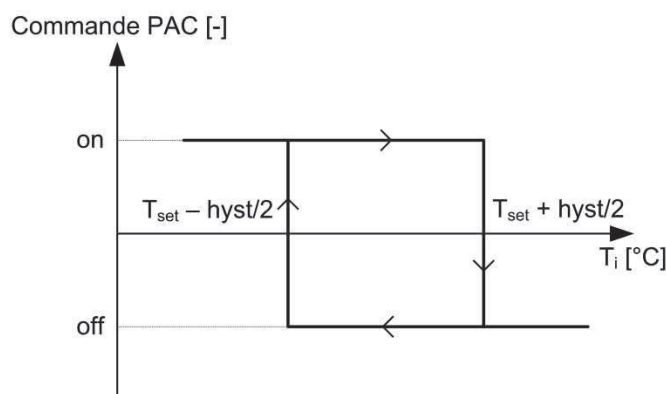 Commande PAC [-]
on
Tset – hyst/2
Tset + hyst/2
Ti [°C]
off